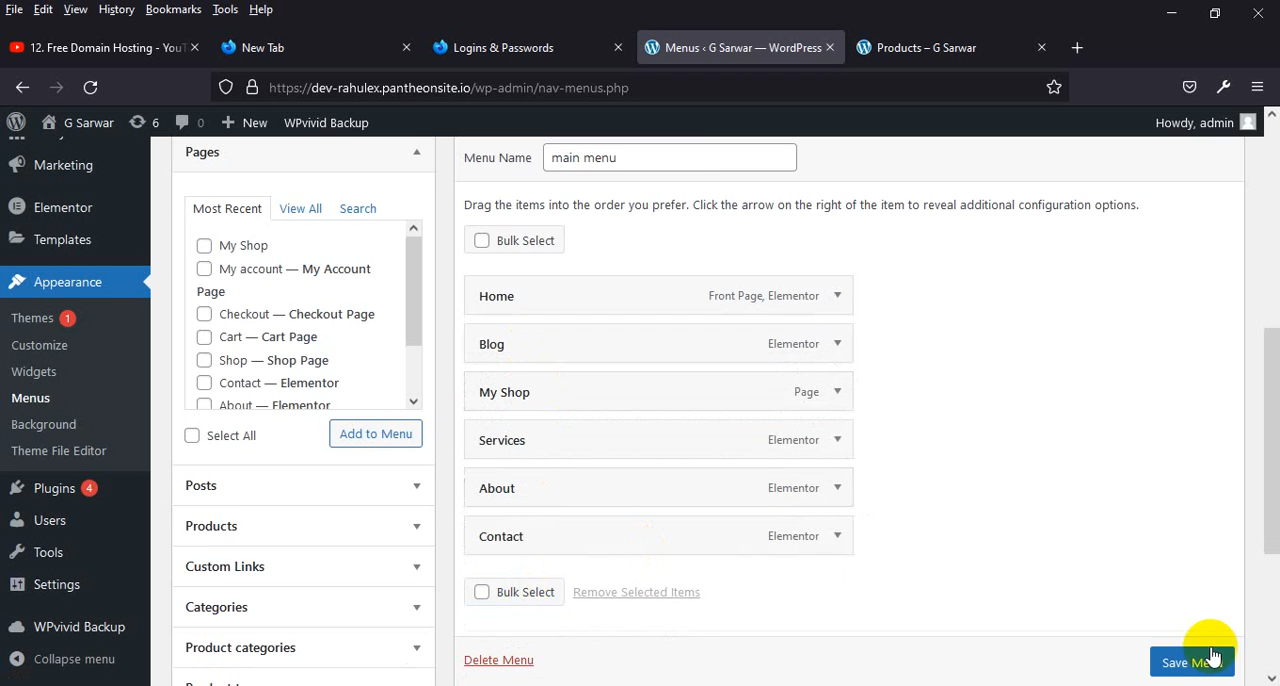 File Edit View History Bookmarks Tools Help
12. Free Domain Hosting - YouT
New Tab
Logins & Passwords
Menus ‹ G Sarwar — WordPress
Products – G Sarwar
https://dev-rahulex.pantheonsite.io/wp-admin/nav-menus.php
G Sarwar 6 0 New WPvivid Backup Howdy, admin
Marketing
Elementor
Templates
Appearance
Themes 1
Customize
Widgets
Menus
Background
Theme File Editor
Plugins 4
Users
Tools
Settings
WPvivid Backup
Collapse menu
Pages
Most Recent View All Search
My Shop
My account — My Account
Page
Checkout — Checkout Page
Cart — Cart Page
Shop — Shop Page
Contact — Elementor
About — Elementor
Select All Add to Menu
Posts
Products
Custom Links
Categories
Product categories
Menu Name main menu
Drag the items into the order you prefer. Click the arrow on the right of the item to reveal additional configuration options.
Bulk Select
Home Front Page, Elementor
Blog Elementor
My Shop Page
Services Elementor
About Elementor
Contact Elementor
Bulk Select Remove Selected Items
Delete Menu Save